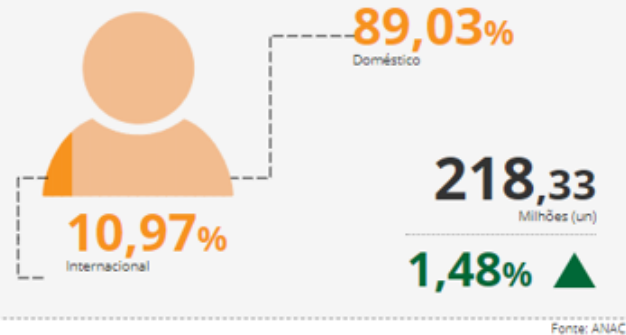 89,03%
Doméstico
218,33
Milhões (un)
10,97%
Internacional
1,48%
Fonte: ANAC